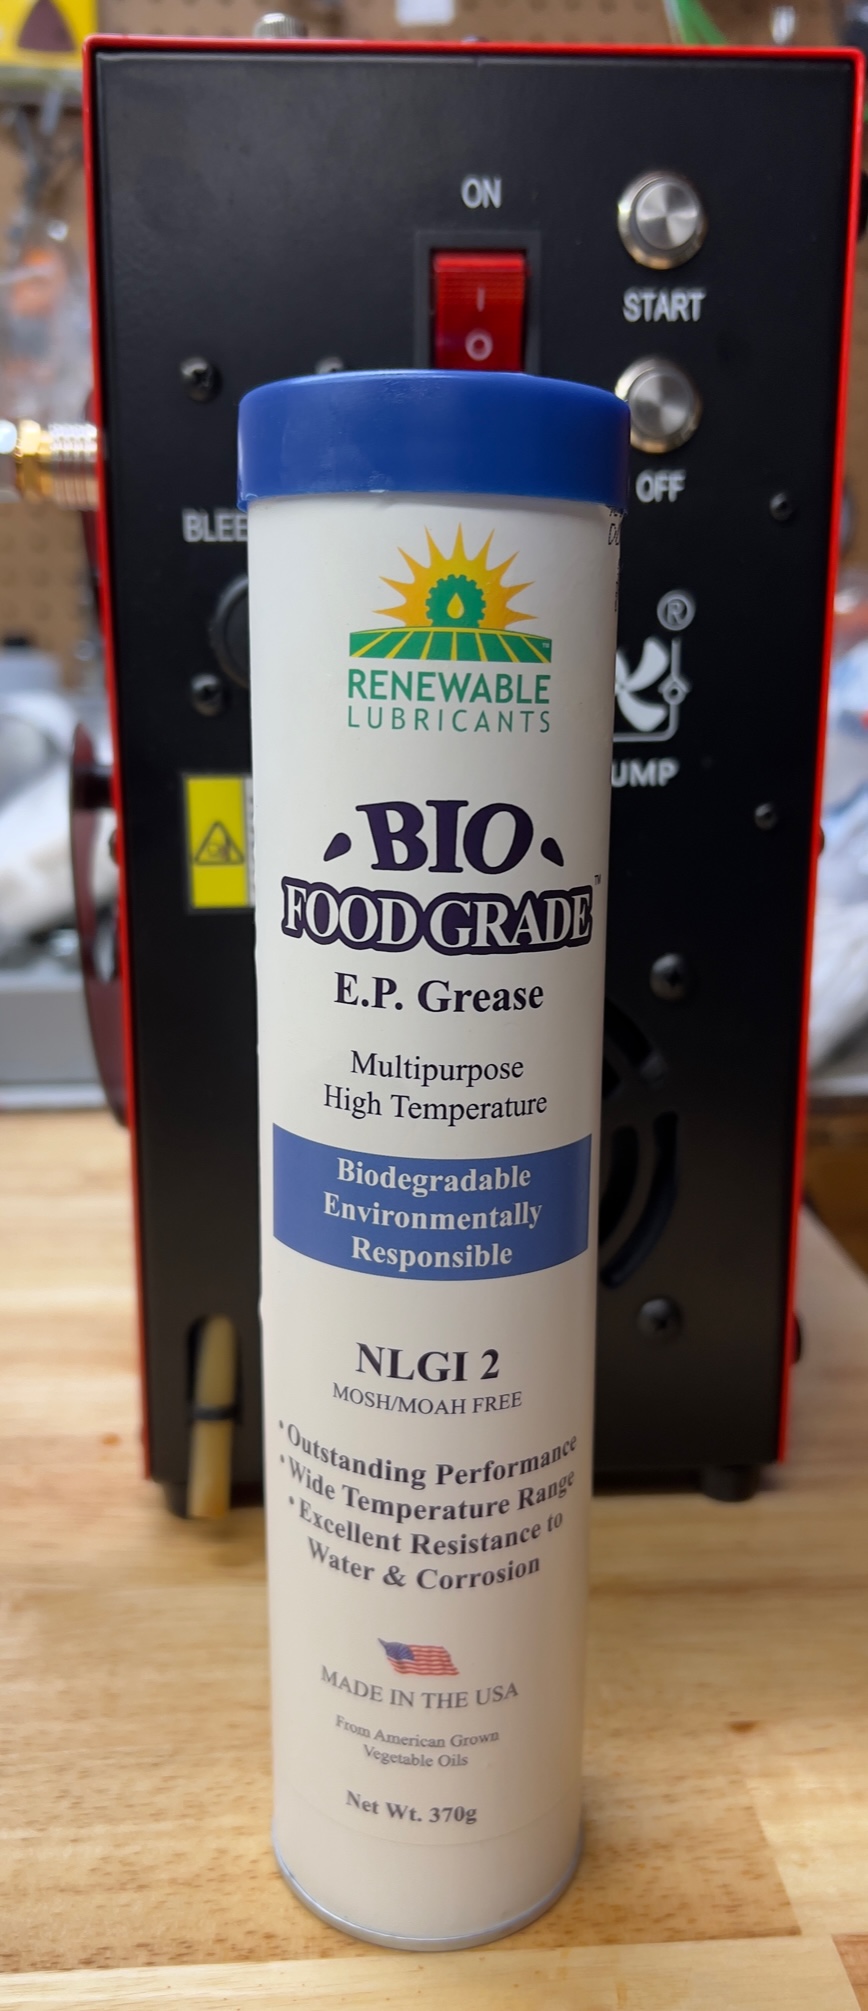 ON
START
OFF
BLEE
®
UMP
RENEWABLE
LUBRICANTS
BIO
FOOD GRADE™
E.P. Grease
Multipurpose
High Temperature
Biodegradable
Environmentally
Responsible
NLGI 2
MOSH/MOAH FREE
•Outstanding Performance
•Wide Temperature Range
•Excellent Resistance to
Water & Corrosion
MADE IN THE USA
From American Grown
Vegetable Oils
Net Wt. 370g